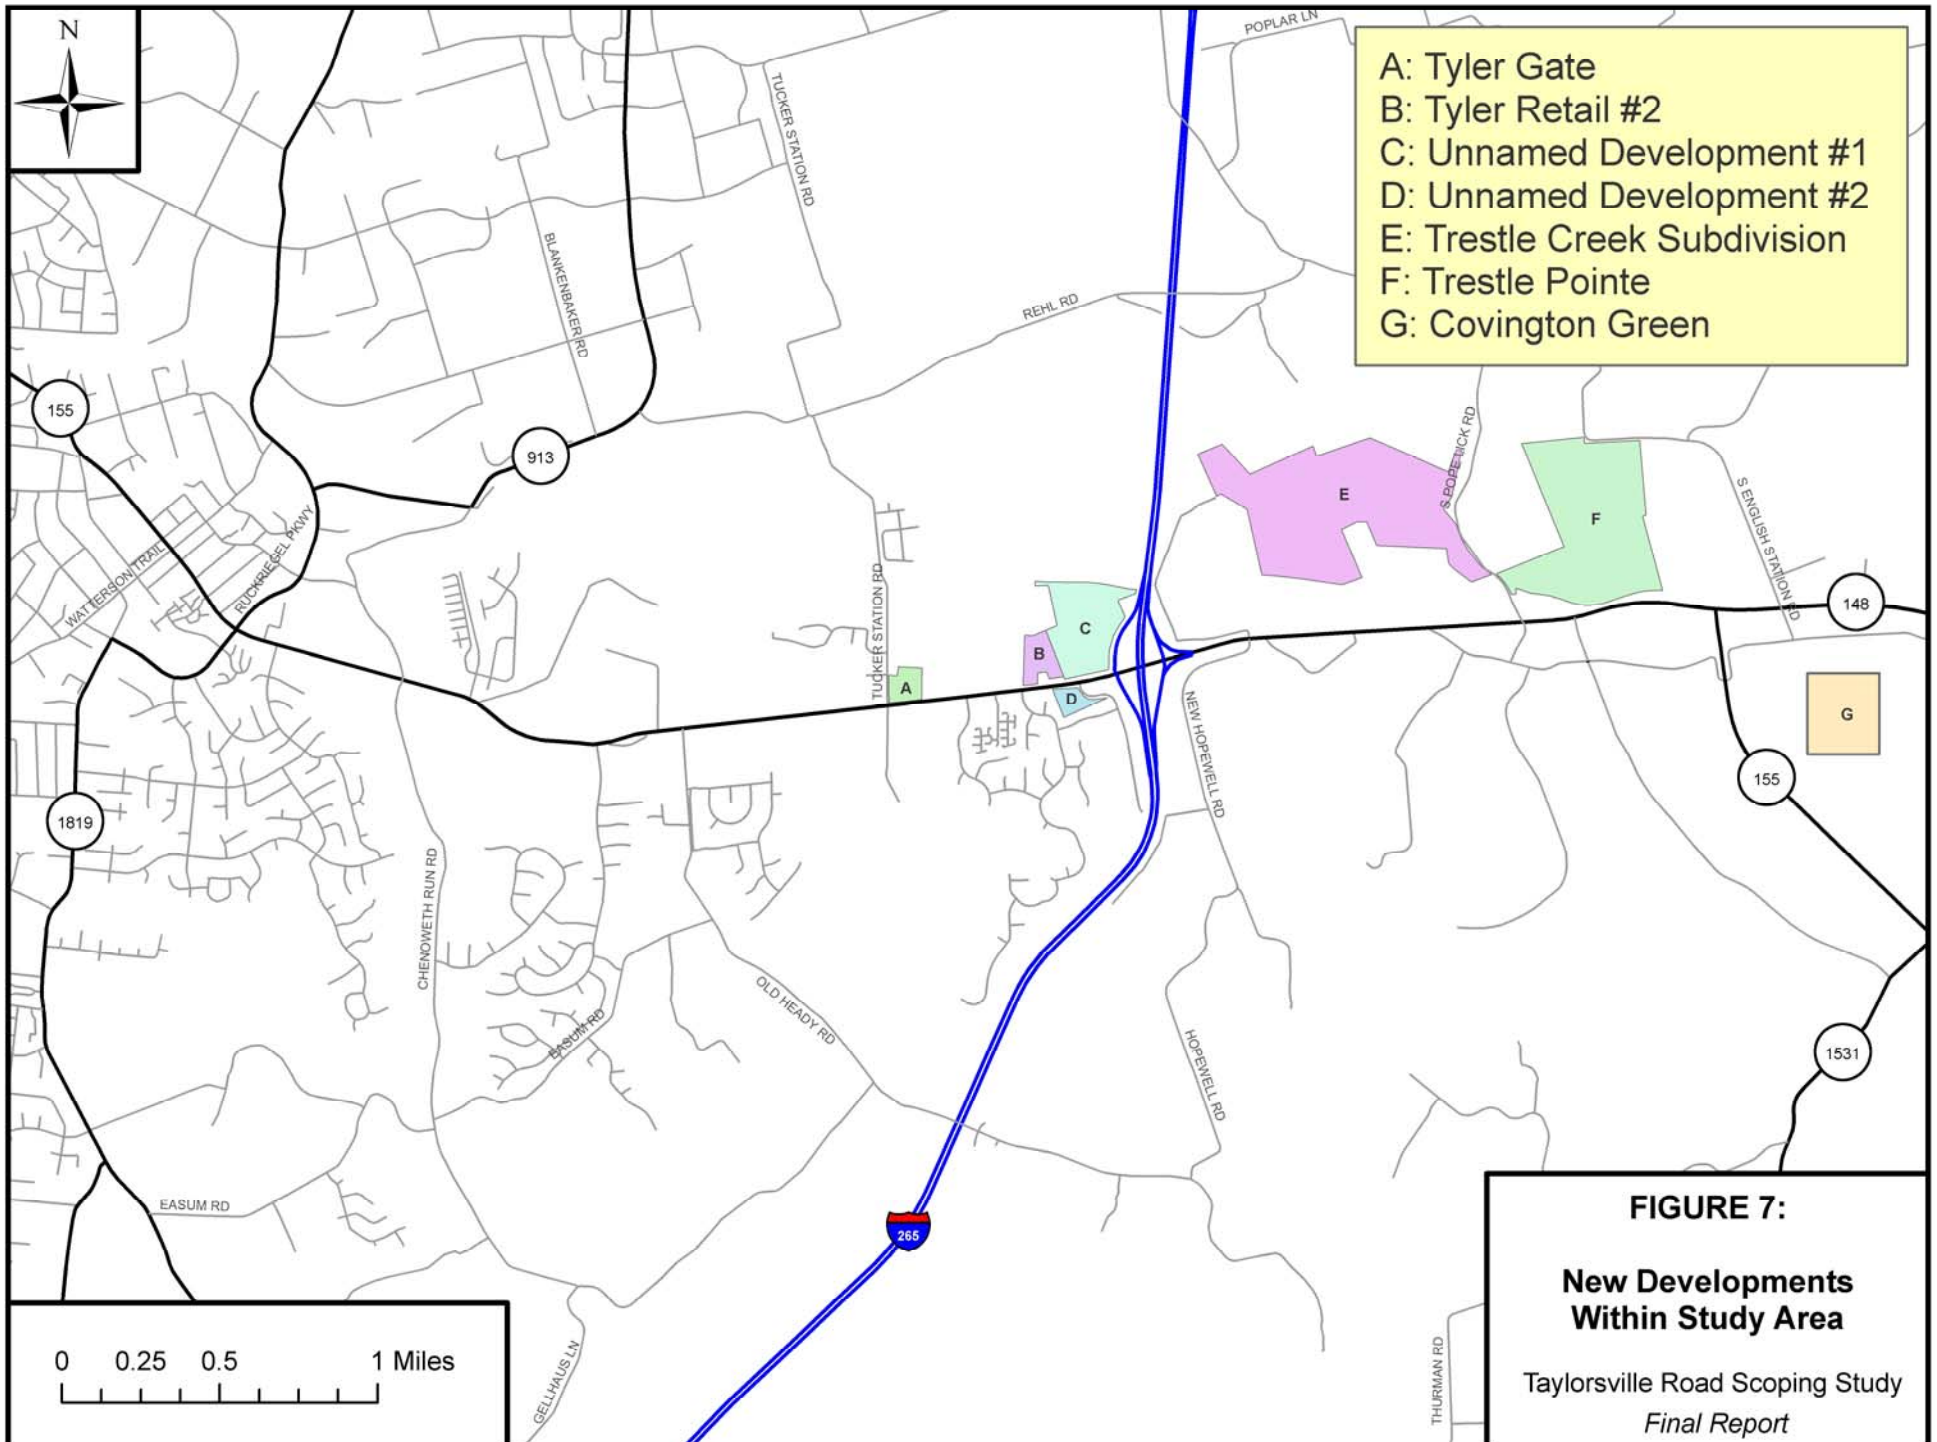 N
POPLAR LN
A: Tyler Gate
B: Tyler Retail #2
C: Unnamed Development #1
D: Unnamed Development #2
E: Trestle Creek Subdivision
F: Trestle Pointe
G: Covington Green
TUCKER STATION RD
BLANKENBAKER RD
REHL RD
155
913
S POPE LICK RD
E
F
S ENGLISH STATION RD
WATTERSON TRAIL
RUCKRIEGEL PKWY
TUCKER STATION RD
148
C
B
A
D
NEW HOPEWELL RD
G
155
1819
CHENOWETH RUN RD
OLD HEADY RD
EASUM RD
HOPEWELL RD
1531
EASUM RD
265
GELLHAUS LN
THURMAN RD
0 0.25 0.5 1 Miles
FIGURE 7:
New Developments
Within Study Area
Taylorsville Road Scoping Study
Final Report